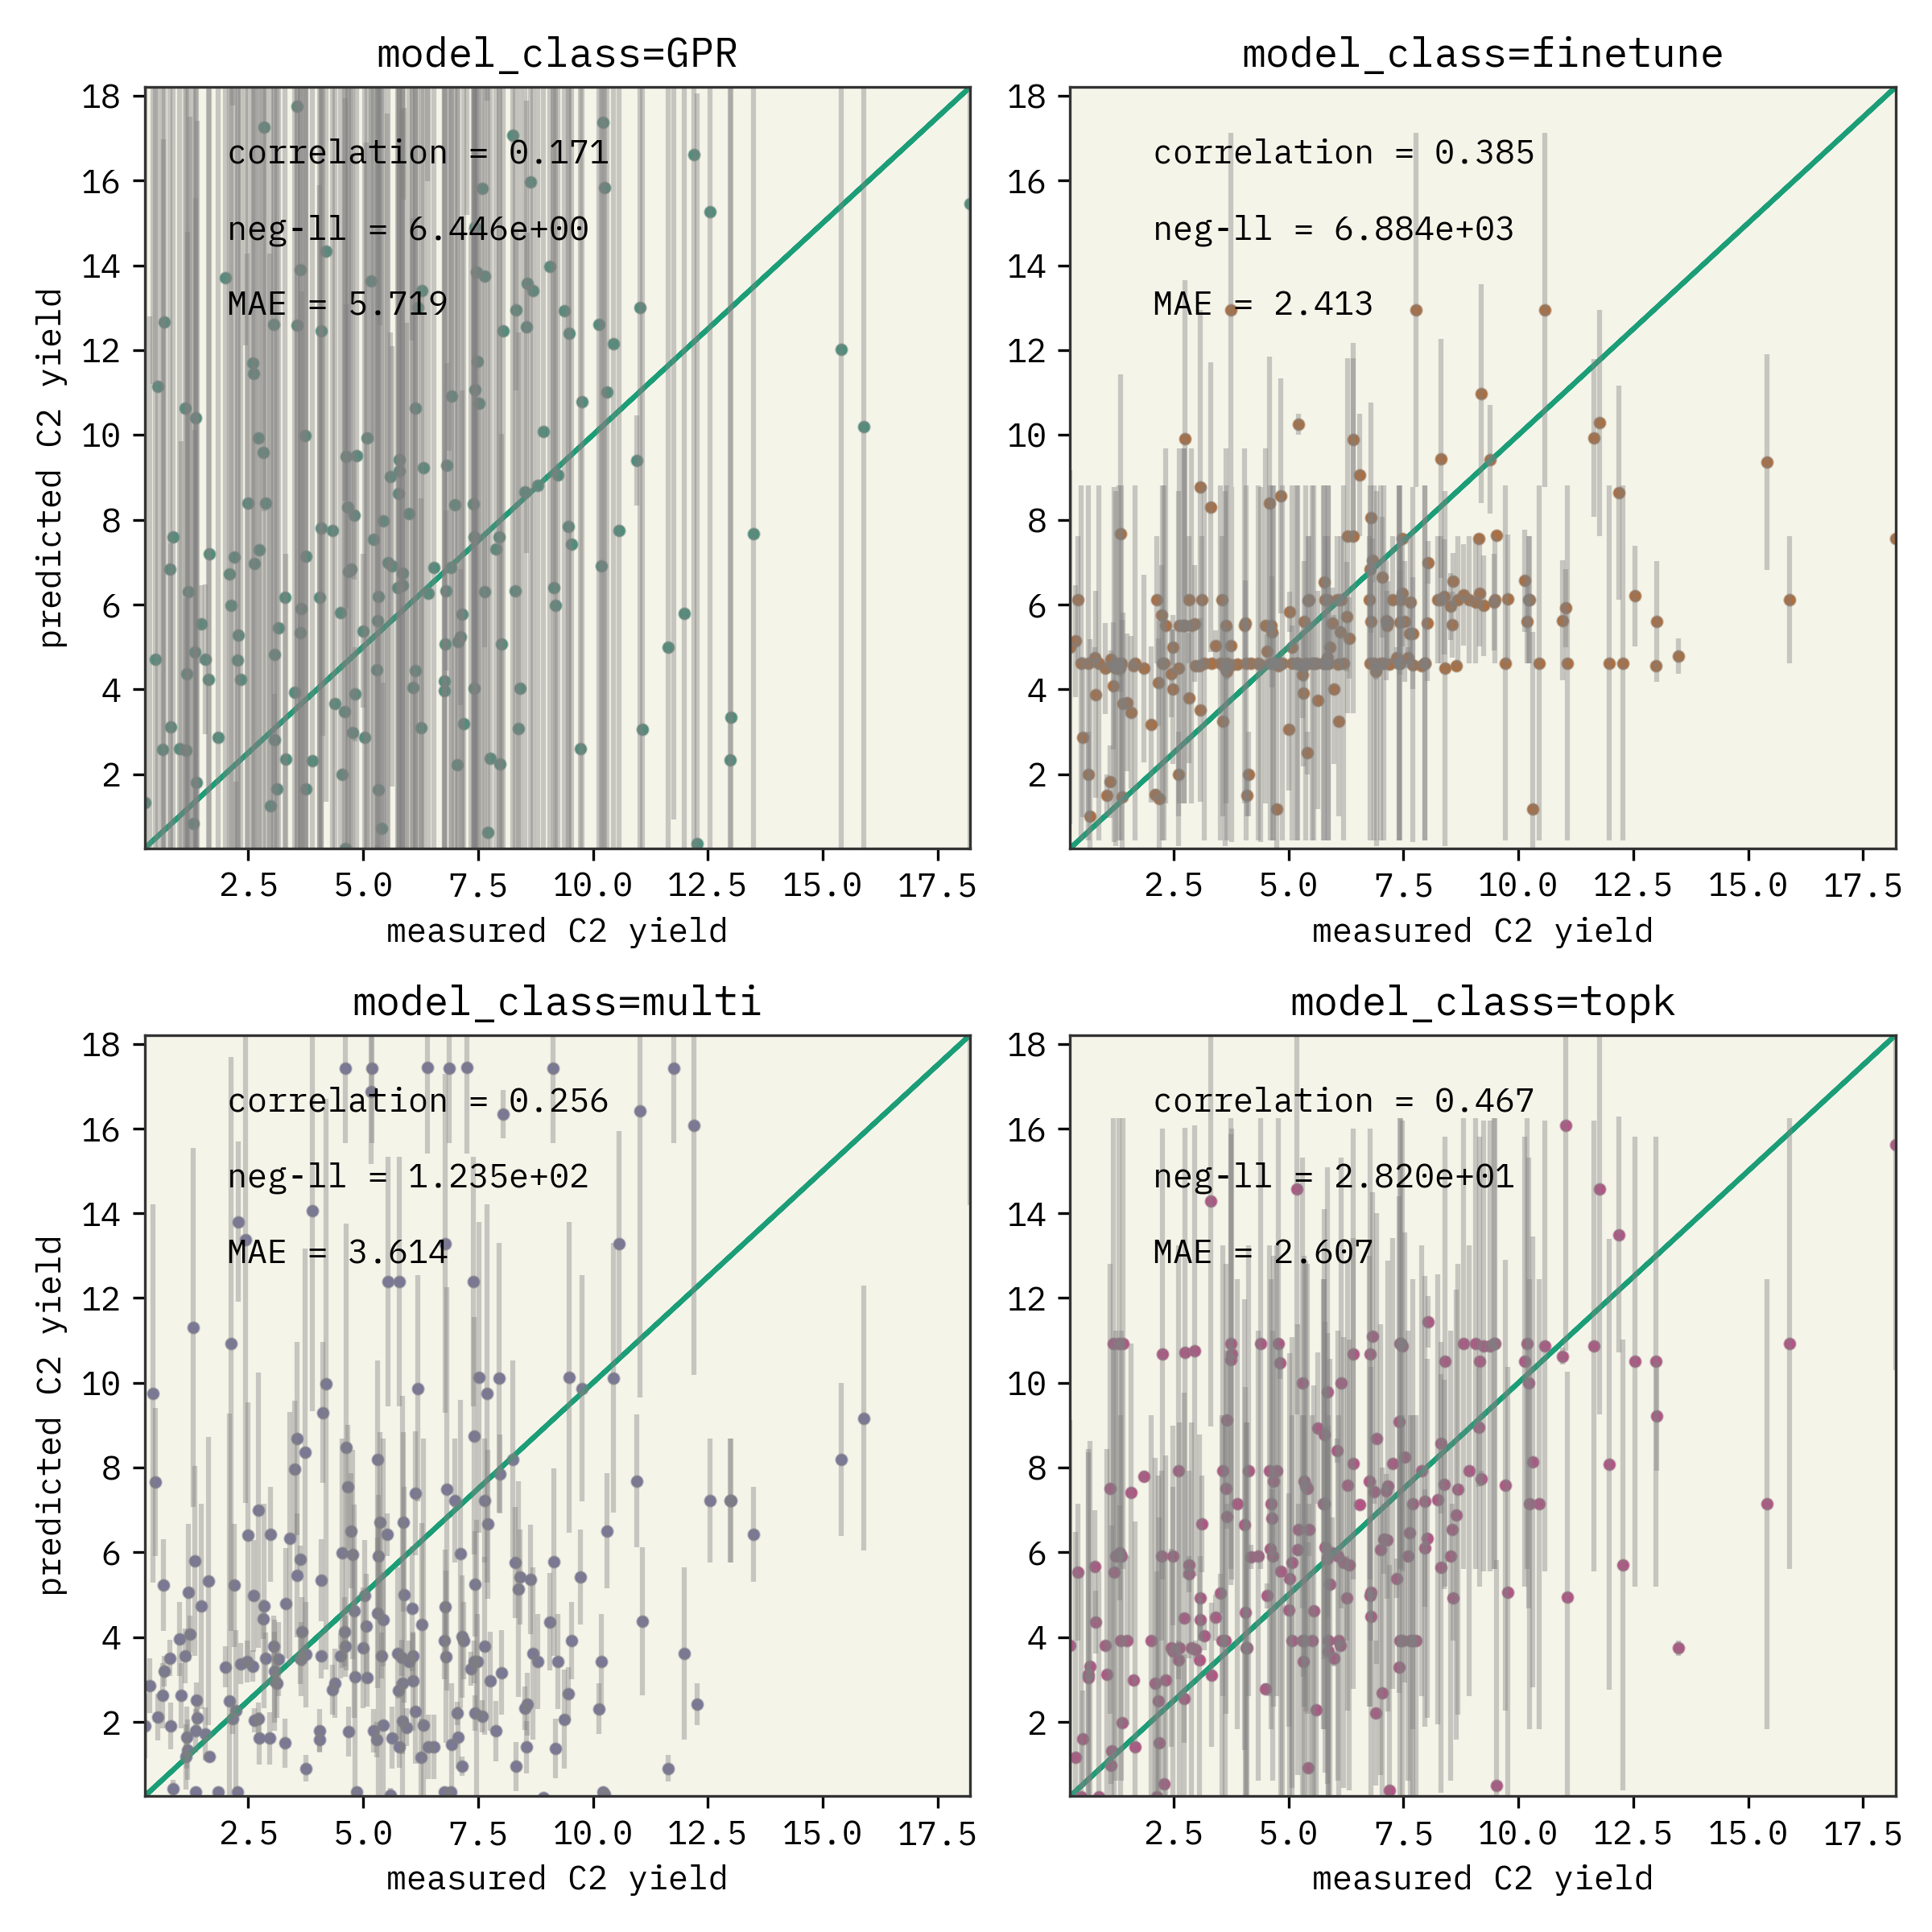 model_class=GPR
correlation = 0.171
neg-ll = 6.446e+00
MAE = 5.719
predicted C2 yield
18
16
14
12
10
8
6
4
2
2.5 5.0 7.5 10.0 12.5 15.0 17.5
measured C2 yield
model_class=finetune
correlation = 0.385
neg-ll = 6.884e+03
MAE = 2.413
18
16
14
12
10
8
6
4
2
2.5 5.0 7.5 10.0 12.5 15.0 17.5
measured C2 yield
model_class=multi
correlation = 0.256
neg-ll = 1.235e+02
MAE = 3.614
predicted C2 yield
18
16
14
12
10
8
6
4
2
2.5 5.0 7.5 10.0 12.5 15.0 17.5
measured C2 yield
model_class=topk
correlation = 0.467
neg-ll = 2.820e+01
MAE = 2.607
18
16
14
12
10
8
6
4
2
2.5 5.0 7.5 10.0 12.5 15.0 17.5
measured C2 yield